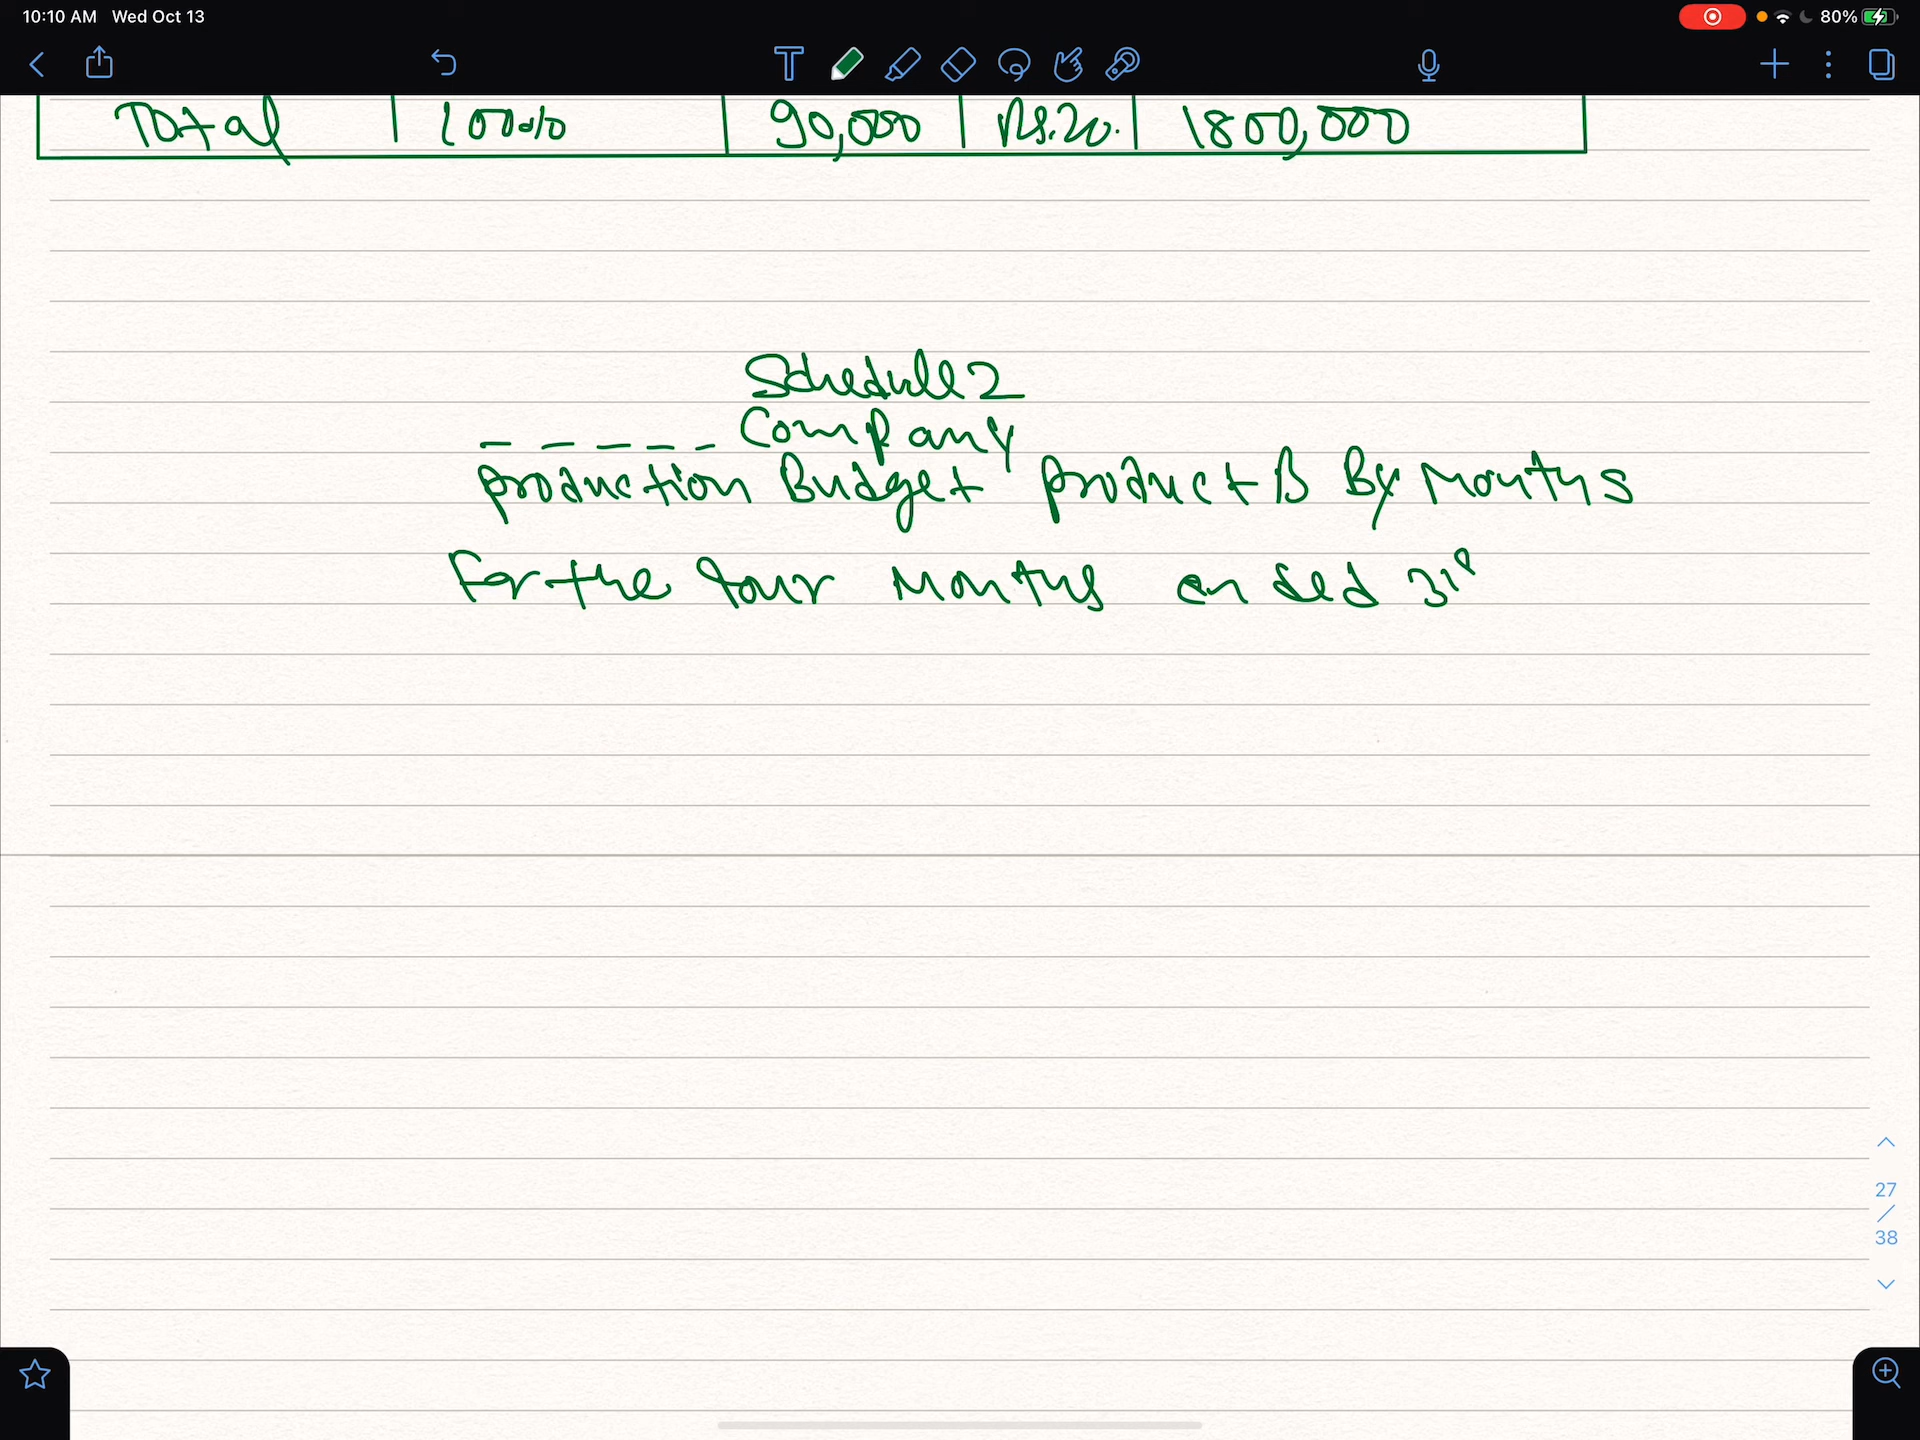 10:10 AM Wed Oct 13 80%
Total 100% 90,000 Rs.20. 1800,000
Schedule 2
_ _ _ _ _ Company
production Budget product B By Months
For the four Months ended 31
27
/
38